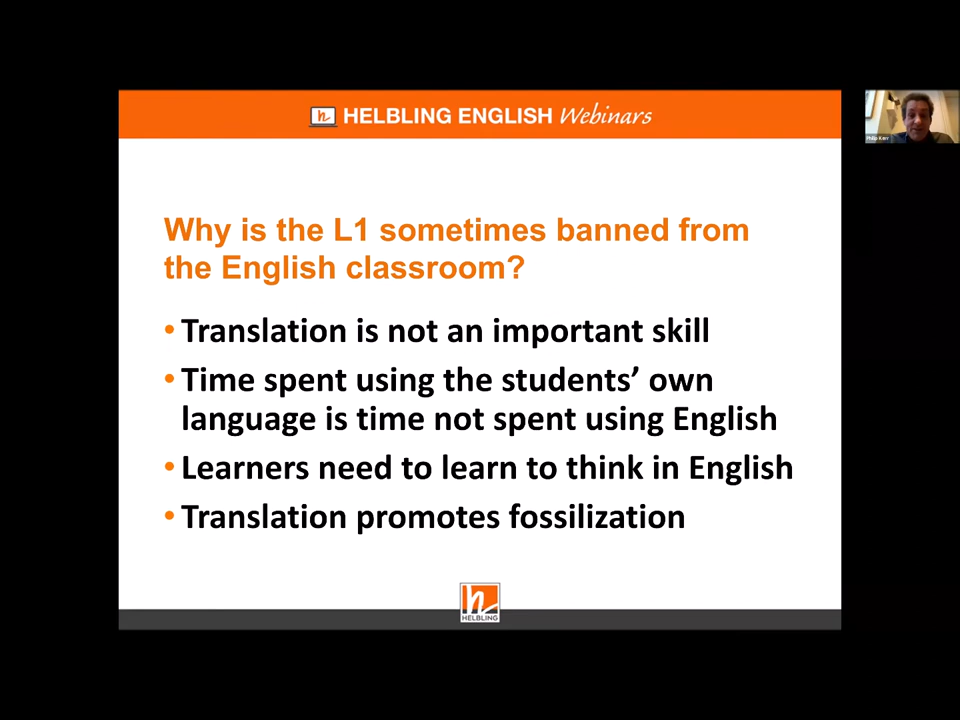 HELBLING ENGLISH Webinars
Philip Kerr
Why is the L1 sometimes banned from
the English classroom?
• Translation is not an important skill
• Time spent using the students’ own
language is time not spent using English
• Learners need to learn to think in English
• Translation promotes fossilization
h
HELBLING